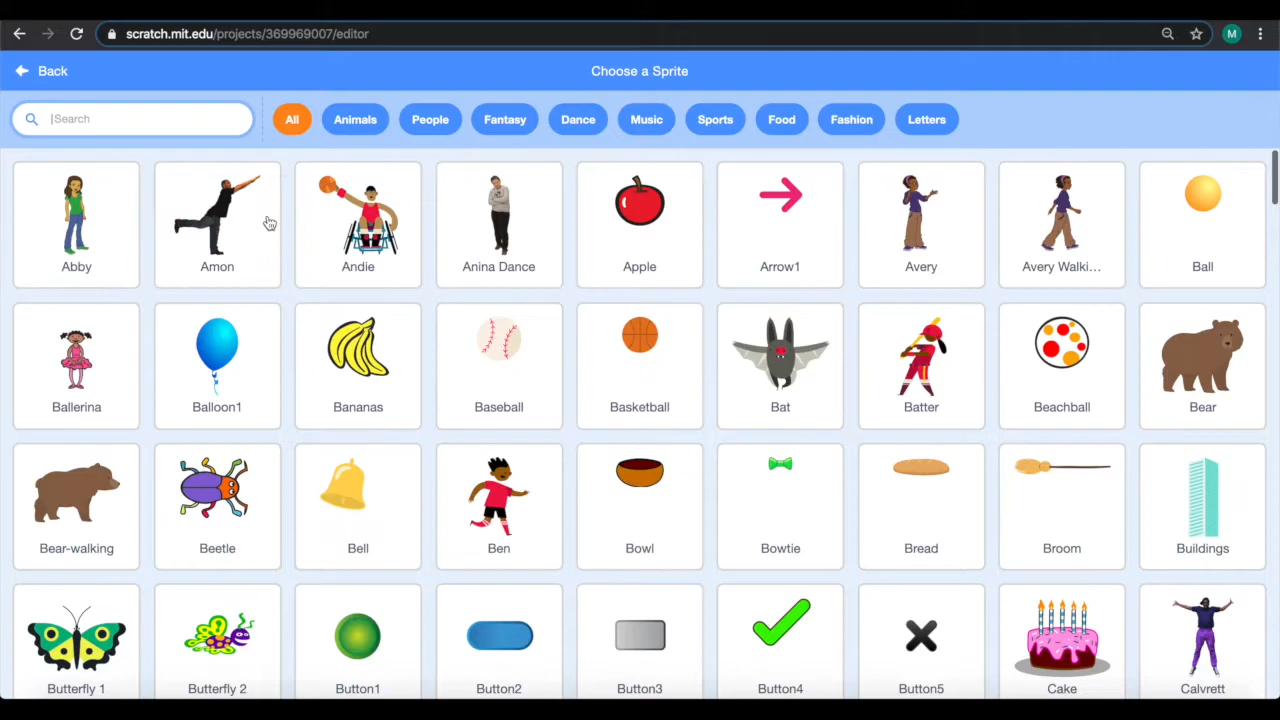 scratch.mit.edu/projects/369969007/editor
M
Back
Choose a Sprite
Search
All
Animals
People
Fantasy
Dance
Music
Sports
Food
Fashion
Letters
Abby
Amon
Andie
Anina Dance
Apple
Arrow1
Avery
Avery Walki...
Ball
Ballerina
Balloon1
Bananas
Baseball
Basketball
Bat
Batter
Beachball
Bear
Bear-walking
Beetle
Bell
Ben
Bowl
Bowtie
Bread
Broom
Buildings
Butterfly 1
Butterfly 2
Button1
Button2
Button3
Button4
Button5
Cake
Calvrett